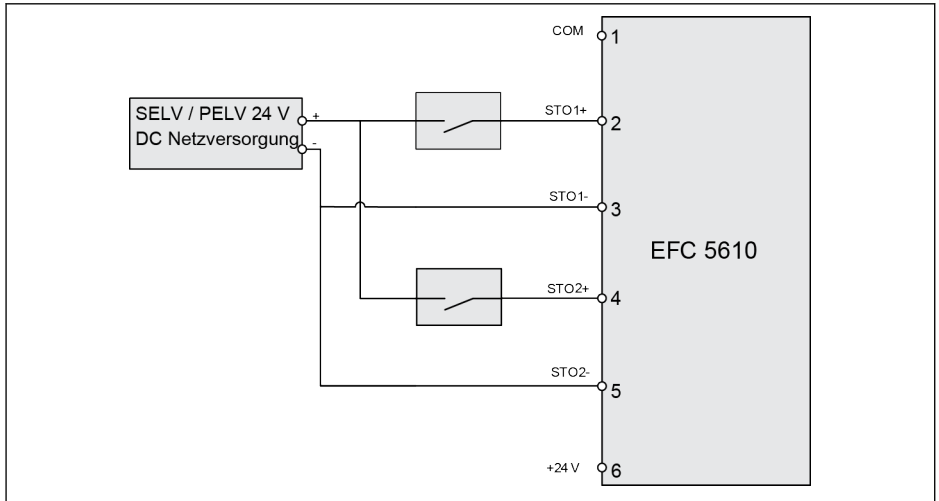 COM
1
SELV / PELV 24 V
DC Netzversorgung
+
-
STO1+
2
STO1-
3
EFC 5610
STO2+
4
STO2-
5
+24 V
6